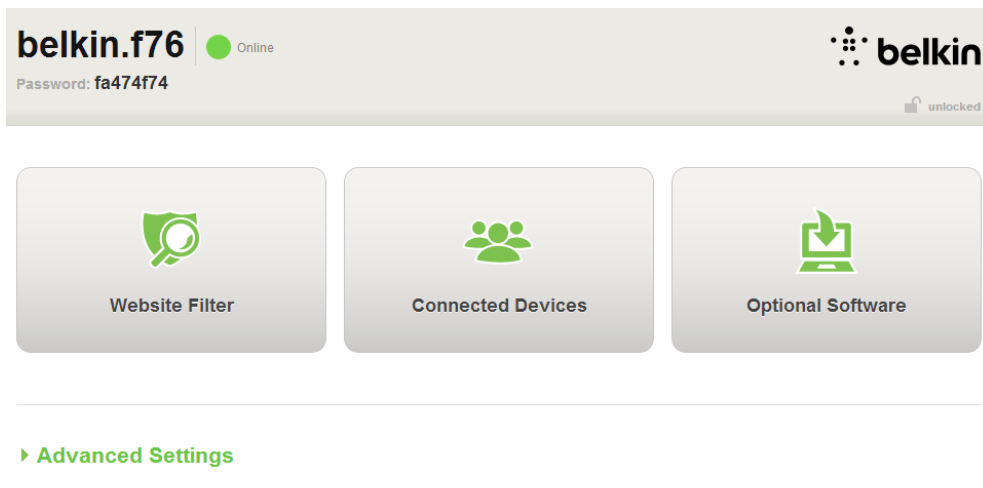 belkin.f76
Online
Password: fa474f74
belkin
unlocked
Website Filter
Connected Devices
Optional Software
Advanced Settings